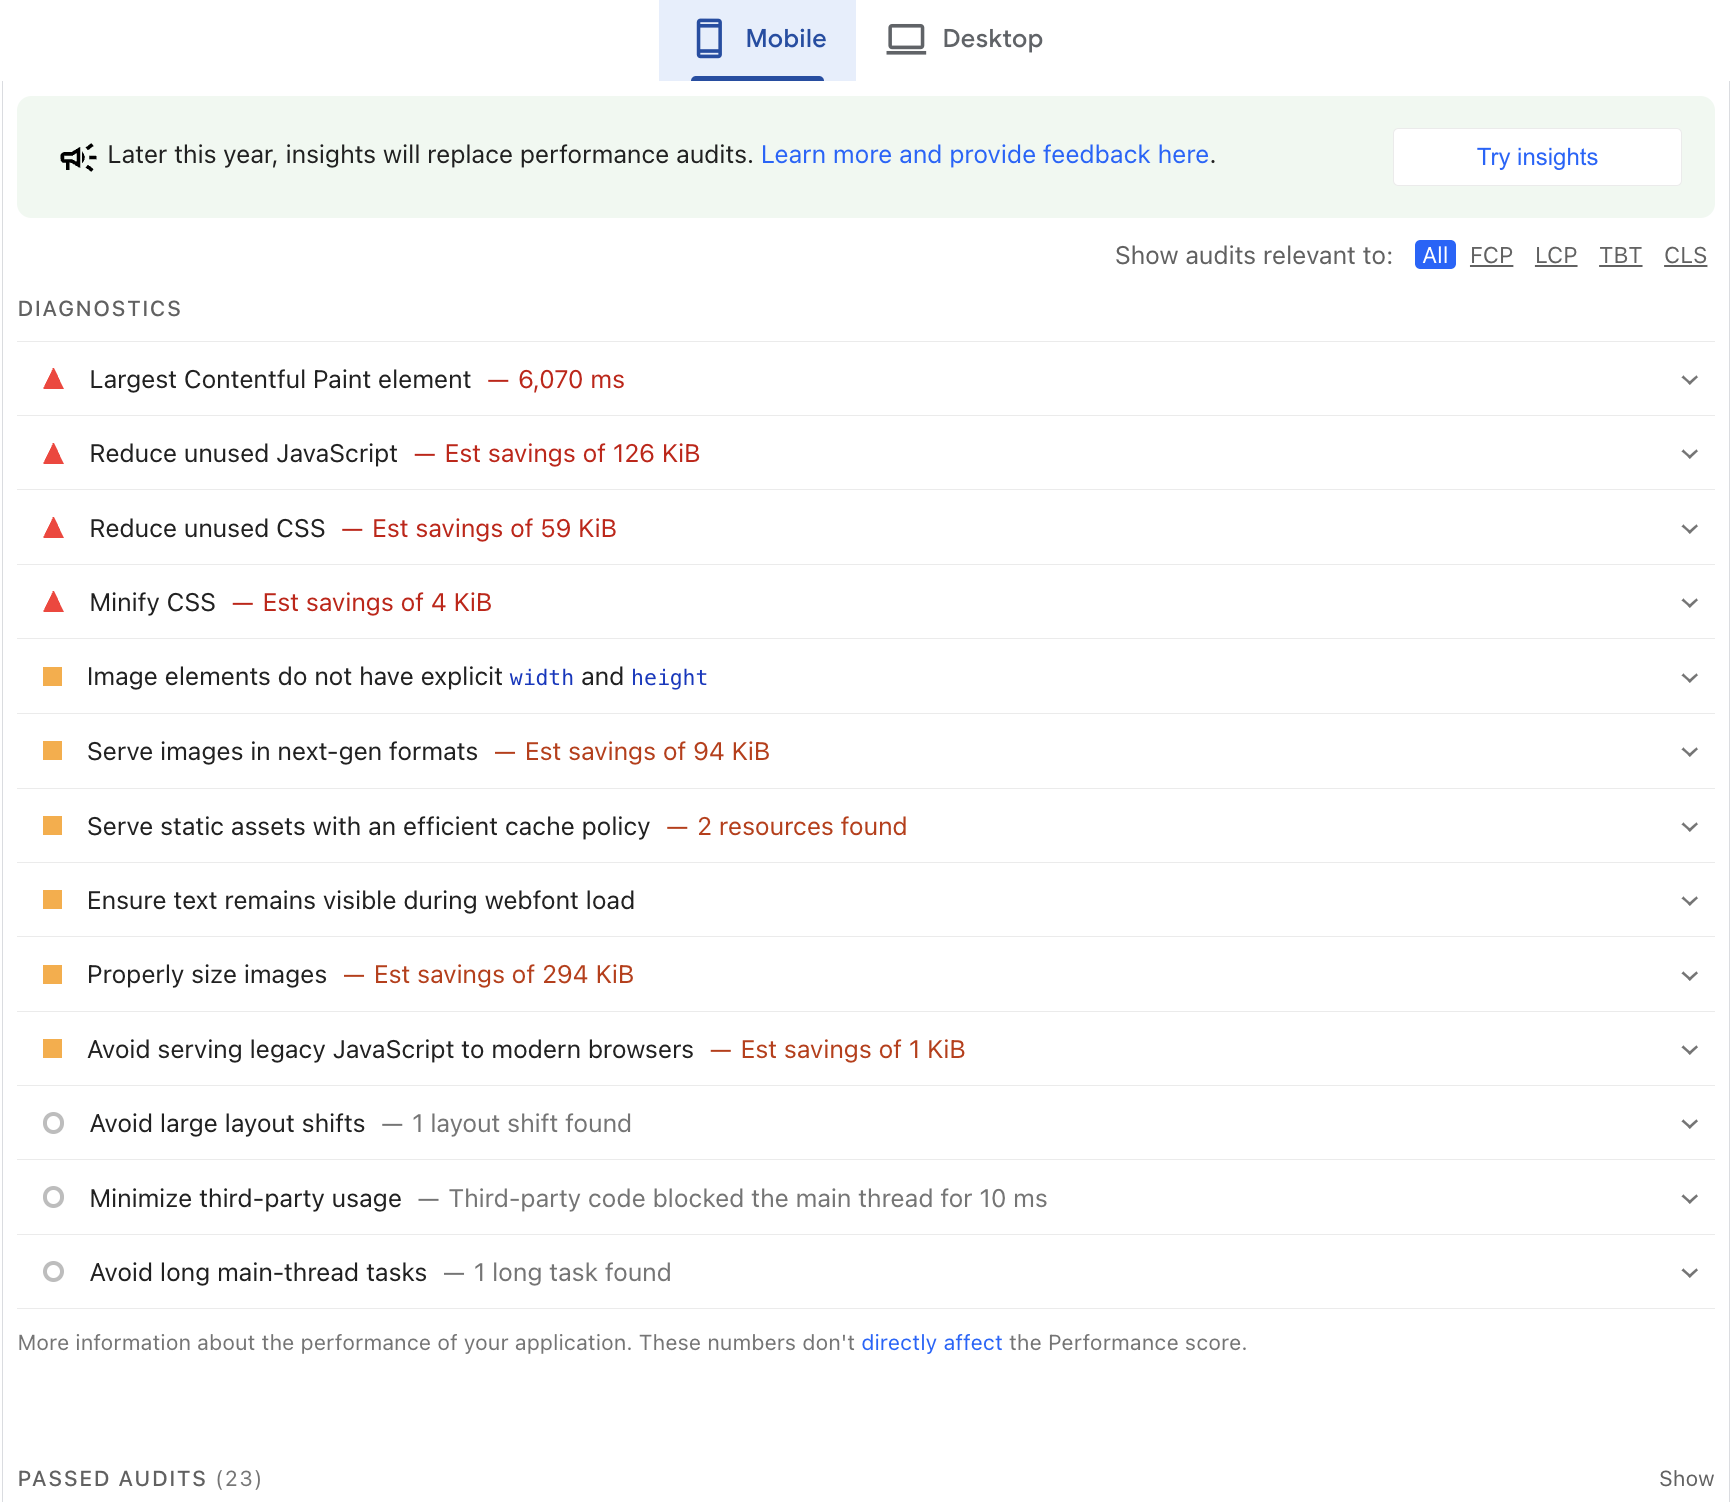 Mobile Desktop
Later this year, insights will replace performance audits. Learn more and provide feedback here. Try insights
Show audits relevant to: All FCP LCP TBT CLS
DIAGNOSTICS
Largest Contentful Paint element — 6,070 ms
Reduce unused JavaScript — Est savings of 126 KiB
Reduce unused CSS — Est savings of 59 KiB
Minify CSS — Est savings of 4 KiB
Image elements do not have explicit width and height
Serve images in next-gen formats — Est savings of 94 KiB
Serve static assets with an efficient cache policy — 2 resources found
Ensure text remains visible during webfont load
Properly size images — Est savings of 294 KiB
Avoid serving legacy JavaScript to modern browsers — Est savings of 1 KiB
Avoid large layout shifts — 1 layout shift found
Minimize third-party usage — Third-party code blocked the main thread for 10 ms
Avoid long main-thread tasks — 1 long task found
More information about the performance of your application. These numbers don't directly affect the Performance score.
PASSED AUDITS (23) Show